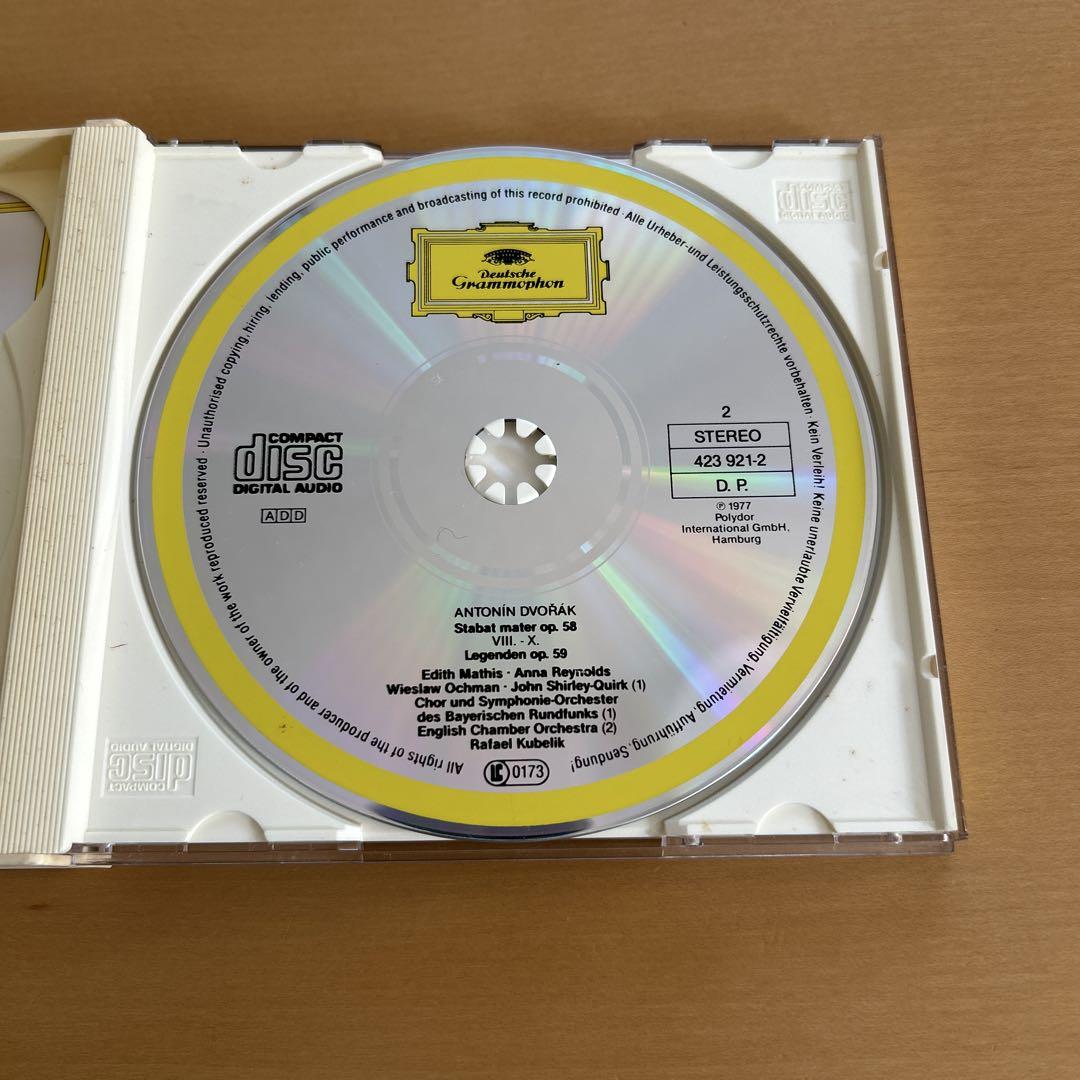 Unauthorised copying, hiring, lending, public performance and broadcasting of this record prohibited · Alle Urheber- und Leistungsschutzrechte vorbehalten · Kein Verleih! Keine unerlaubte Vervielfältigung, Vermietung, Aufführung, Sendung!
All rights of the producer and of the owner of the work reproduced reserved ·
Deutsche
Grammophon
COMPACT
disc
DIGITAL AUDIO
ADD
2
STEREO
423 921-2
D. P.
℗ 1977
Polydor
International GmbH,
Hamburg
ANTONÍN DVOŘÁK
Stabat mater op. 58
VIII. - X.
Legenden op. 59
Edith Mathis · Anna Reynolds
Wieslaw Ochman · John Shirley-Quirk (1)
Chor und Symphonie-Orchester
des Bayerischen Rundfunks (1)
English Chamber Orchestra (2)
Rafael Kubelik
LC 0173
COMPACT
disc
DIGITAL AUDIO
COMPACT
disc
DIGITAL AUDIO